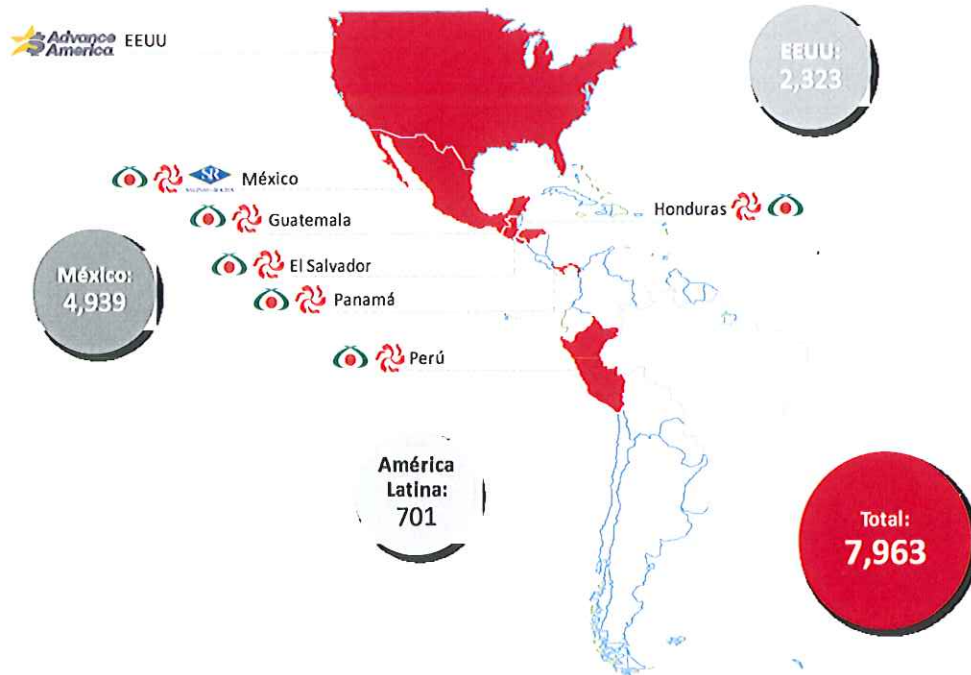 Advance
America
EEUU
EEUU:
2,323
México
Honduras
Guatemala
México:
4,939
El Salvador
Panamá
Perú
América
Latina:
701
Total:
7,963